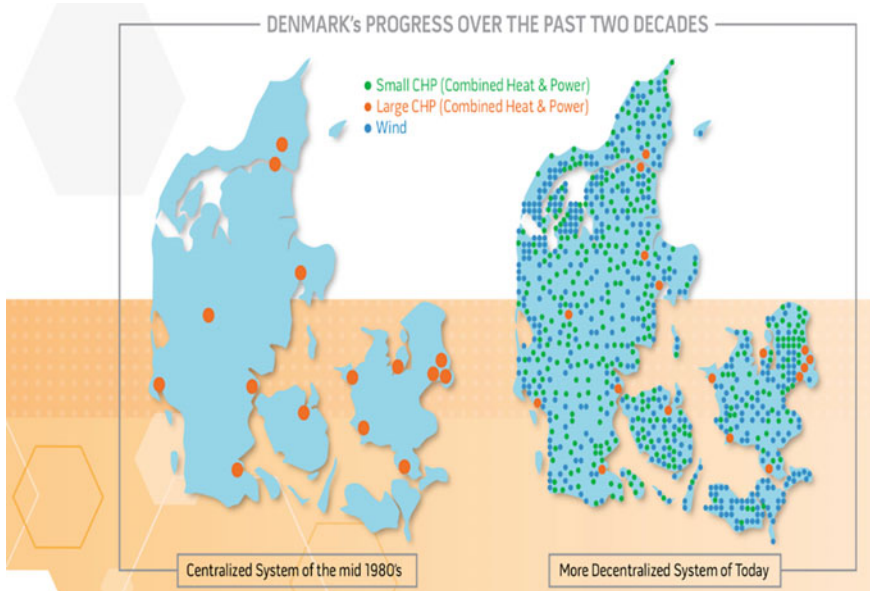 DENMARK's PROGRESS OVER THE PAST TWO DECADES
Small CHP (Combined Heat & Power)
Large CHP (Combined Heat & Power)
Wind
Centralized System of the mid 1980's
More Decentralized System of Today